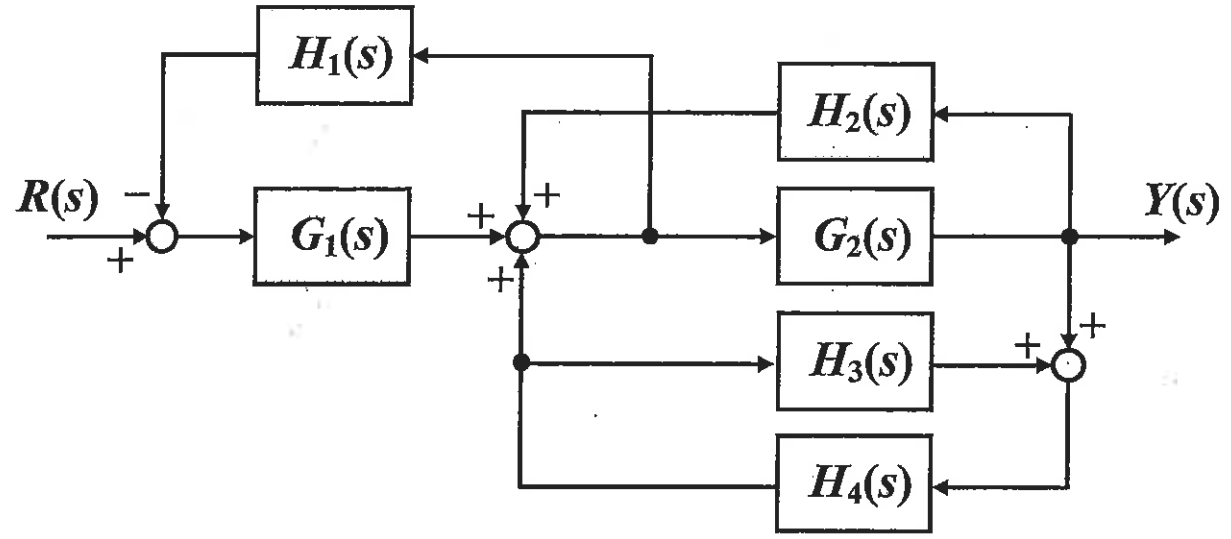 H₁(s)
H₂(s)
R(s)
−
+
G₁(s)
+
+
+
G₂(s)
Y(s)
H₃(s)
+
+
H₄(s)